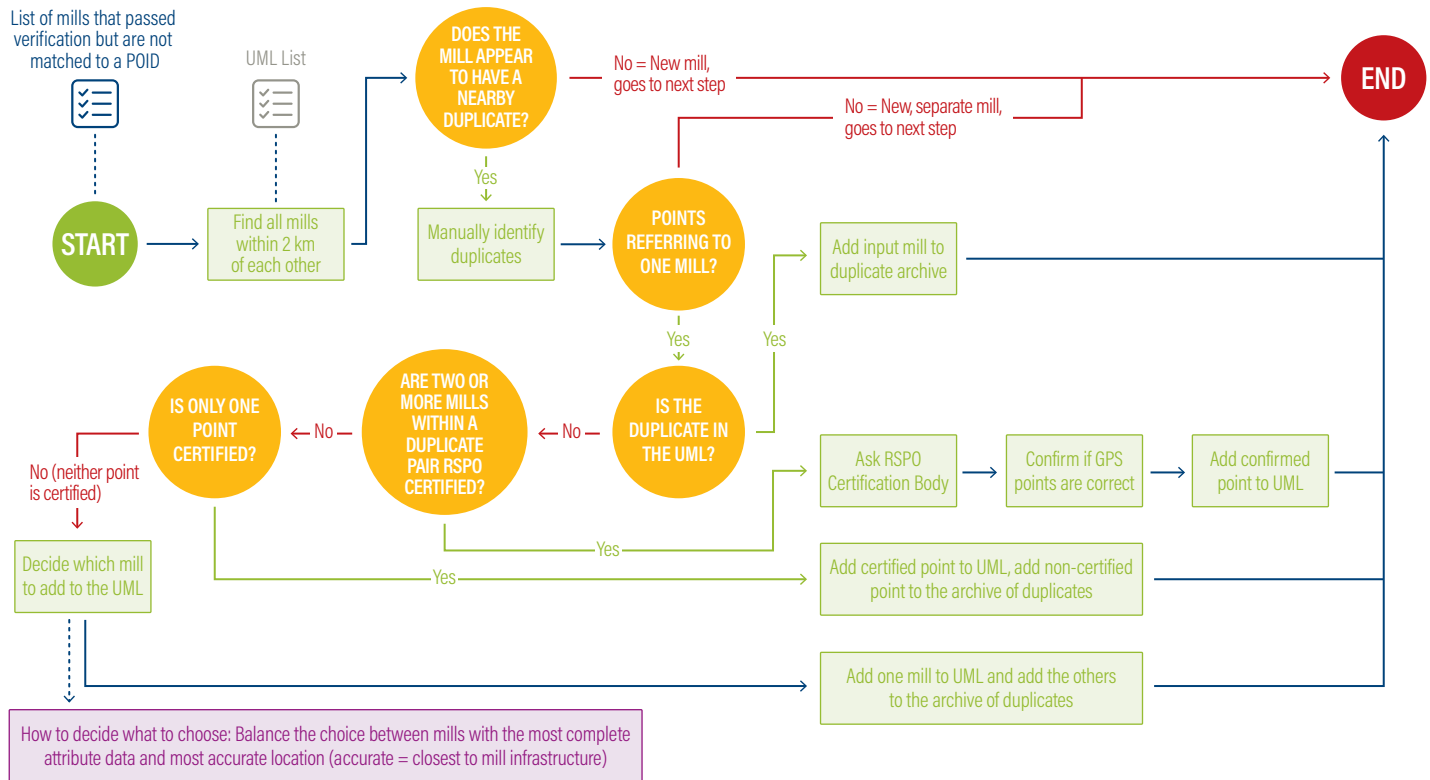 List of mills that passed
verification but are not
matched to a POID
UML List
DOES THE
MILL APPEAR
TO HAVE A
NEARBY
DUPLICATE?
No = New mill,
goes to next step
END
No = New, separate mill,
goes to next step
Yes
START
Find all mills
within 2 km
of each other
Manually identify
duplicates
POINTS
REFERRING TO
ONE MILL?
Add input mill to
duplicate archive
Yes
Yes
IS ONLY ONE
POINT
CERTIFIED?
No
ARE TWO OR
MORE MILLS
WITHIN A
DUPLICATE
PAIR RSPO
CERTIFIED?
No
IS THE
DUPLICATE IN
THE UML?
No (neither point
is certified)
Ask RSPO
Certification Body
Confirm if GPS
points are correct
Add confirmed
point to UML
Yes
Decide which mill
to add to the UML
Yes
Add certified point to UML, add non-certified
point to the archive of duplicates
Add one mill to UML and add the others
to the archive of duplicates
How to decide what to choose: Balance the choice between mills with the most complete
attribute data and most accurate location (accurate = closest to mill infrastructure)